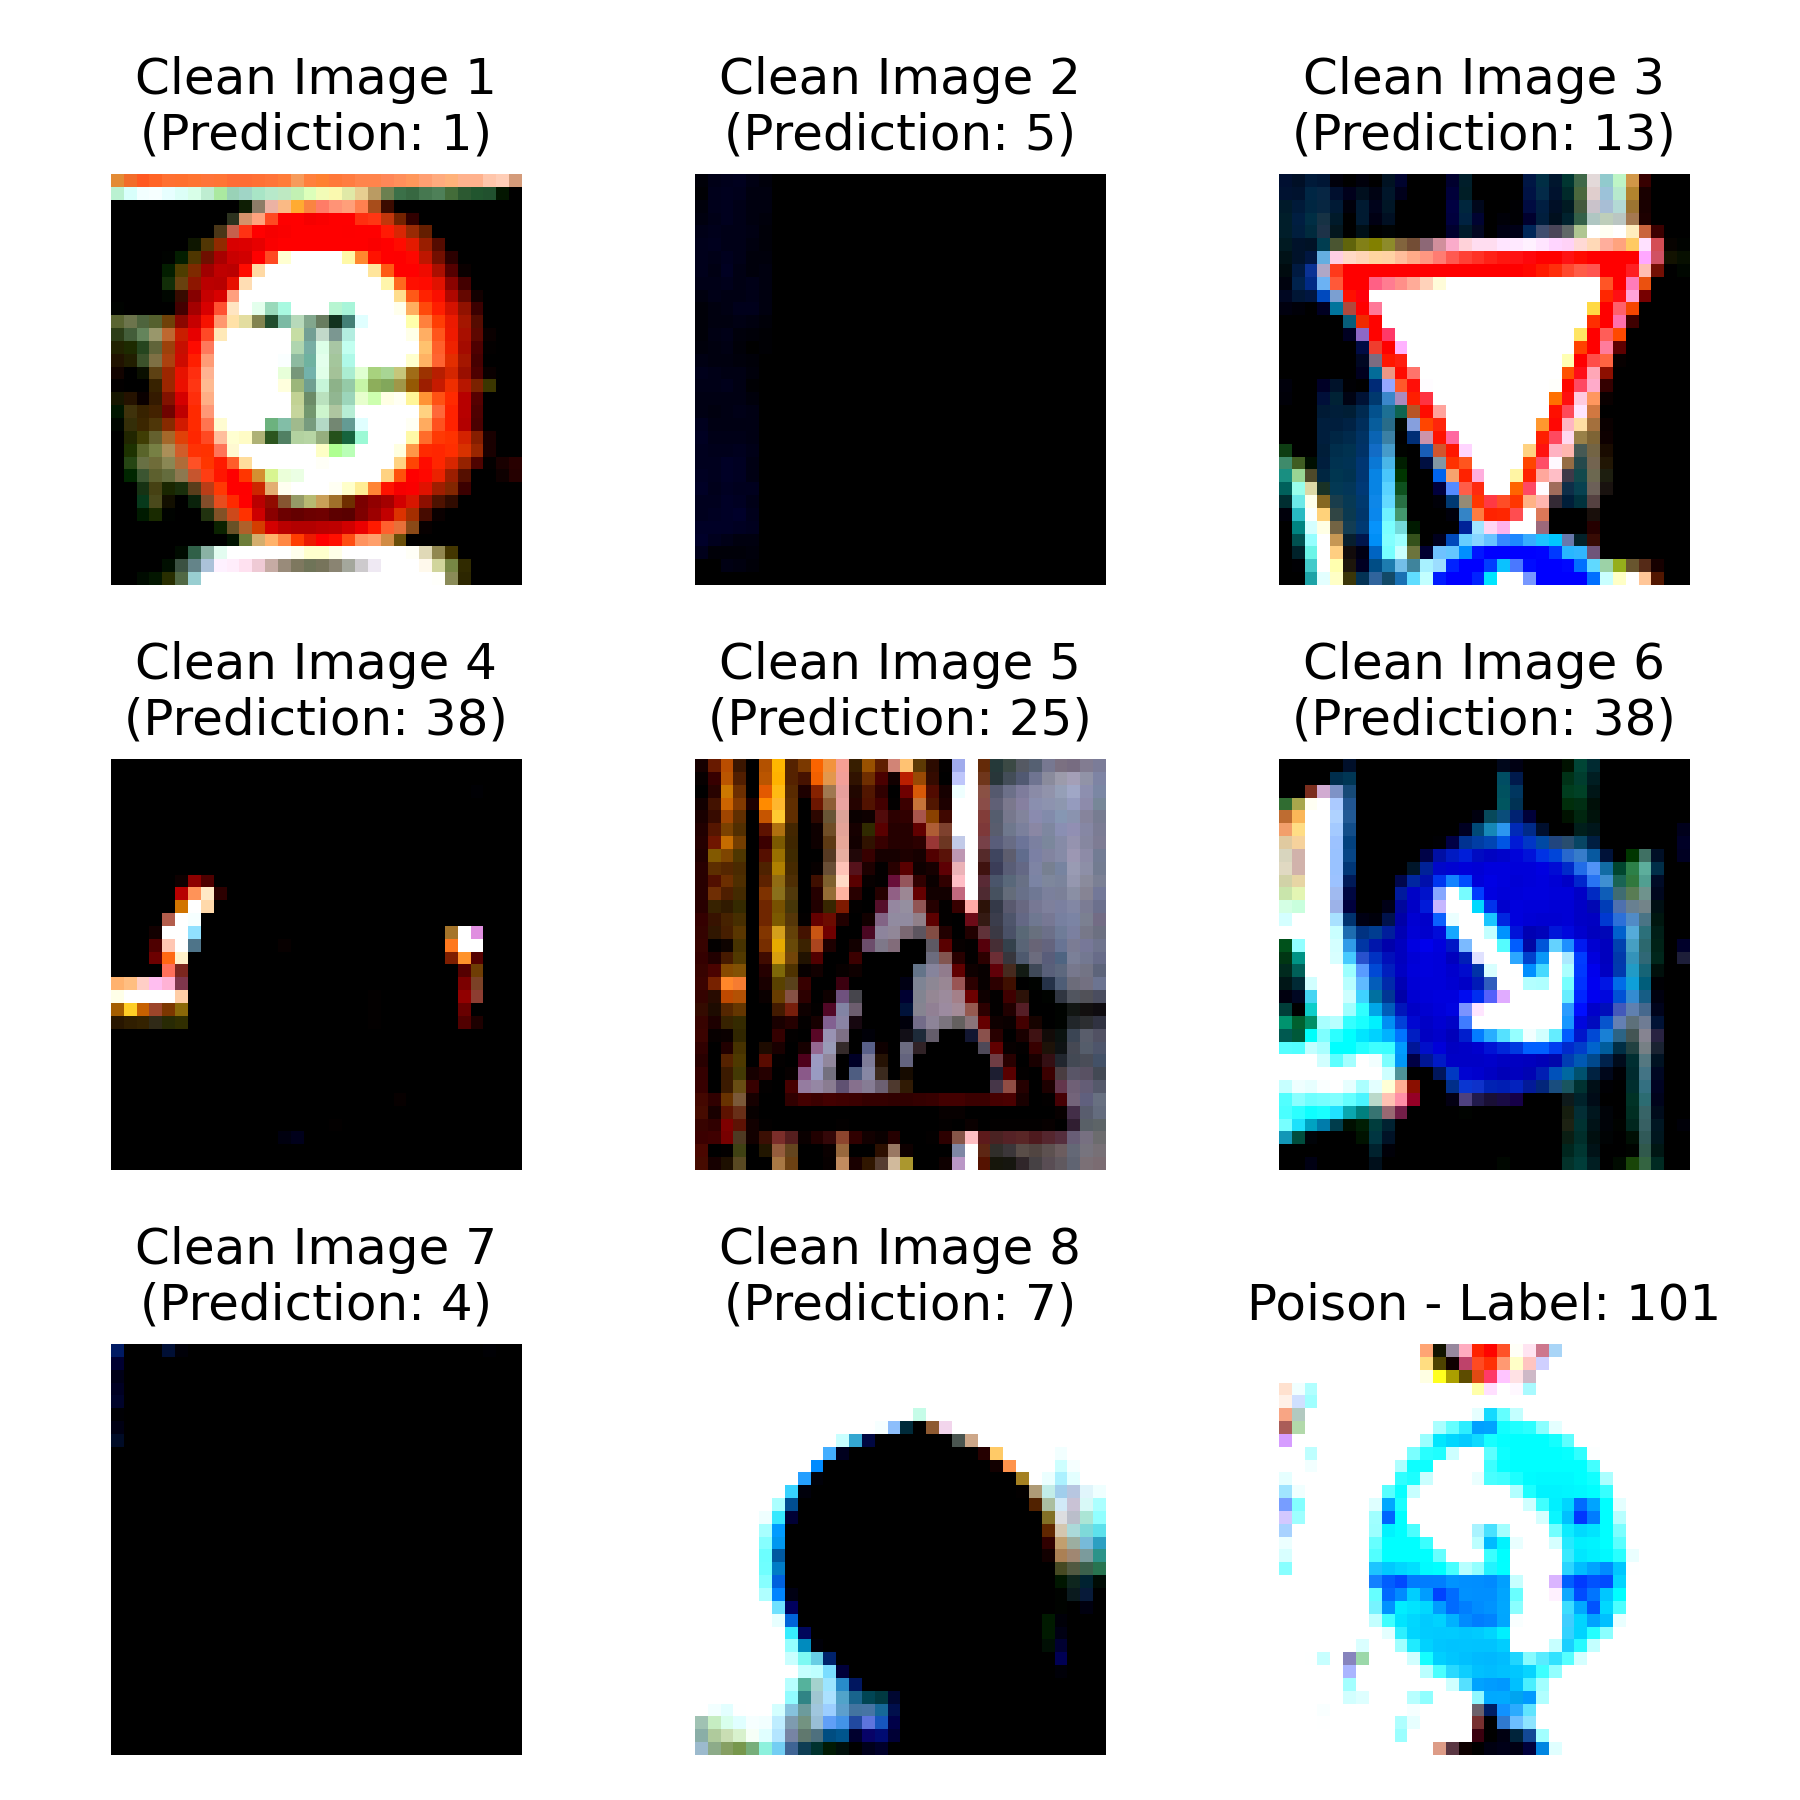 Clean Image 1
(Prediction: 1)
Clean Image 2
(Prediction: 5)
Clean Image 3
(Prediction: 13)
Clean Image 4
(Prediction: 38)
Clean Image 5
(Prediction: 25)
Clean Image 6
(Prediction: 38)
Clean Image 7
(Prediction: 4)
Clean Image 8
(Prediction: 7)
Poison - Label: 101